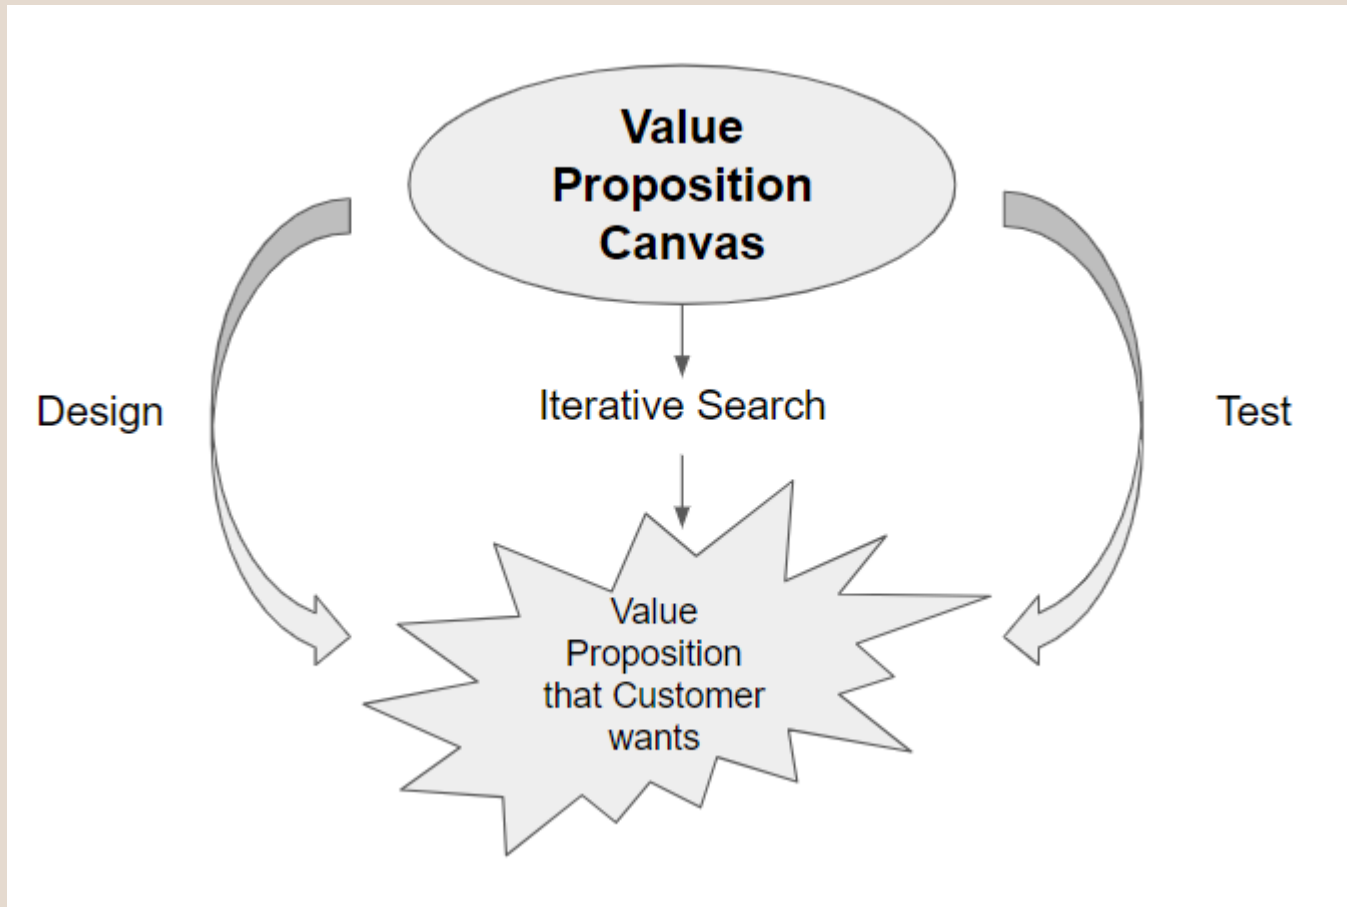 Value
Proposition
Canvas
Design
Iterative Search
Test
Value
Proposition
that Customer
wants